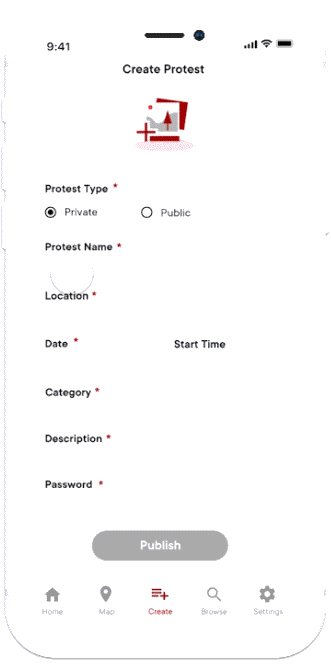 9:41
Create Protest
Protest Type *
Private Public
Protest Name *
Location *
Date * Start Time
Category *
Description *
Password *
Publish
Home Map Create Browse Settings